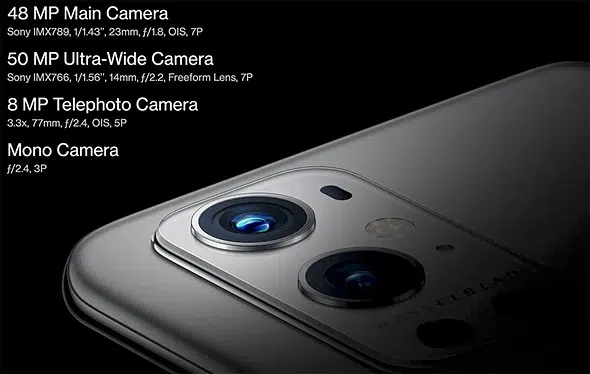 48 MP Main Camera
Sony IMX789, 1/1.43", 23mm, ƒ/1.8, OIS, 7P
50 MP Ultra-Wide Camera
Sony IMX766, 1/1.56", 14mm, ƒ/2.2, Freeform Lens, 7P
8 MP Telephoto Camera
3.3x, 77mm, ƒ/2.4, OIS, 5P
Mono Camera
ƒ/2.4, 3P
HASSELBLAD